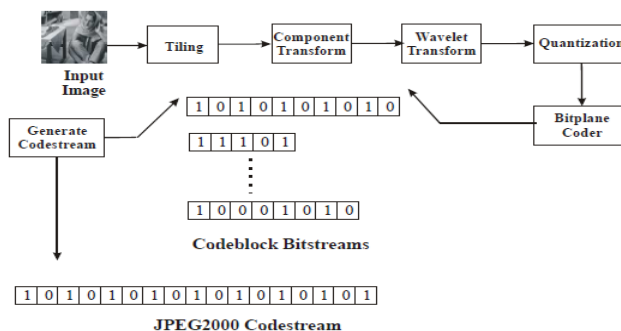 Input
Image
Tiling
Component
Transform
Wavelet
Transform
Quantization
Bitplane
Coder
Generate
Codestream
1 0 1 0 1 0 1 0 1 0
1 1 1 0 1
1 0 0 0 1 0 1 0
Codeblock Bitstreams
1 0 1 0 1 0 1 0 1 0 1 0 1 0 1 0 1
JPEG2000 Codestream